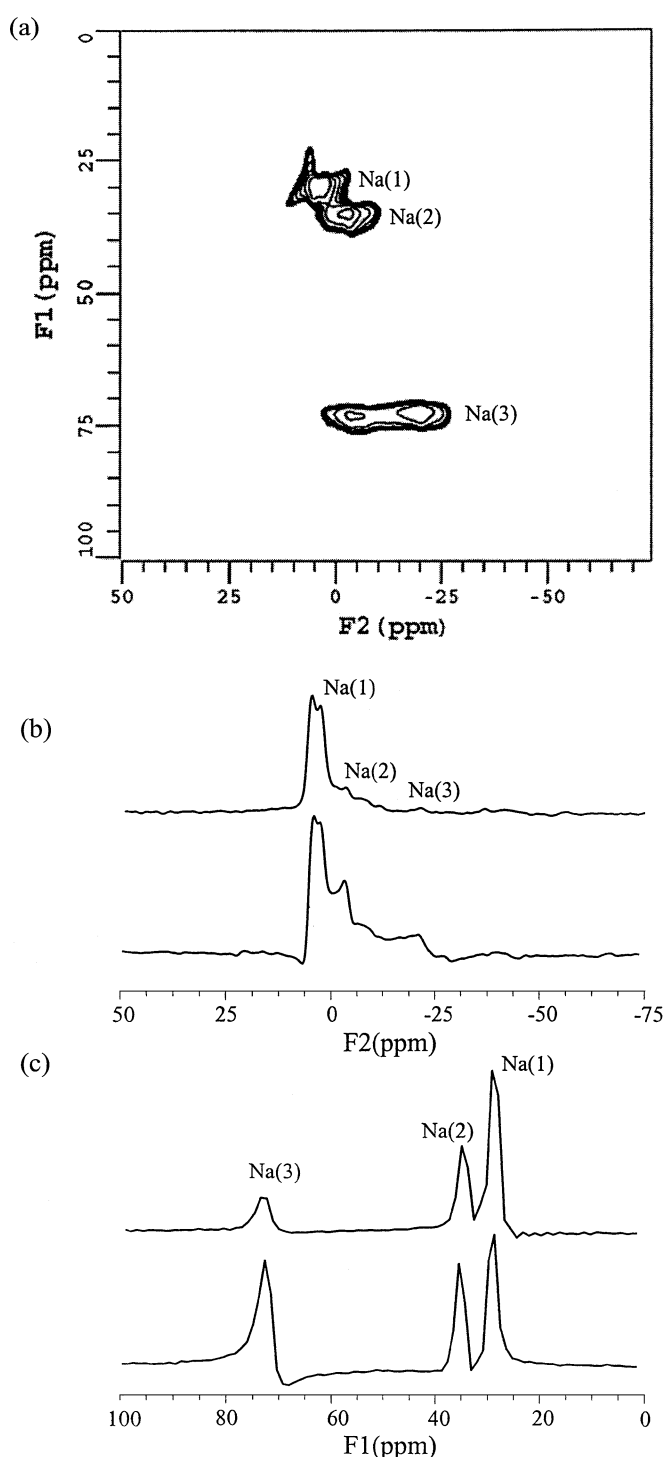 (a)
0
25
50
75
100
F1 (ppm)
Na(1)
Na(2)
Na(3)
50 25 0 -25 -50
F2 (ppm)
(b)
Na(1)
Na(2)
Na(3)
50 25 0 -25 -50 -75
F2(ppm)
(c)
Na(1)
Na(2)
Na(3)
100 80 60 40 20 0
F1(ppm)